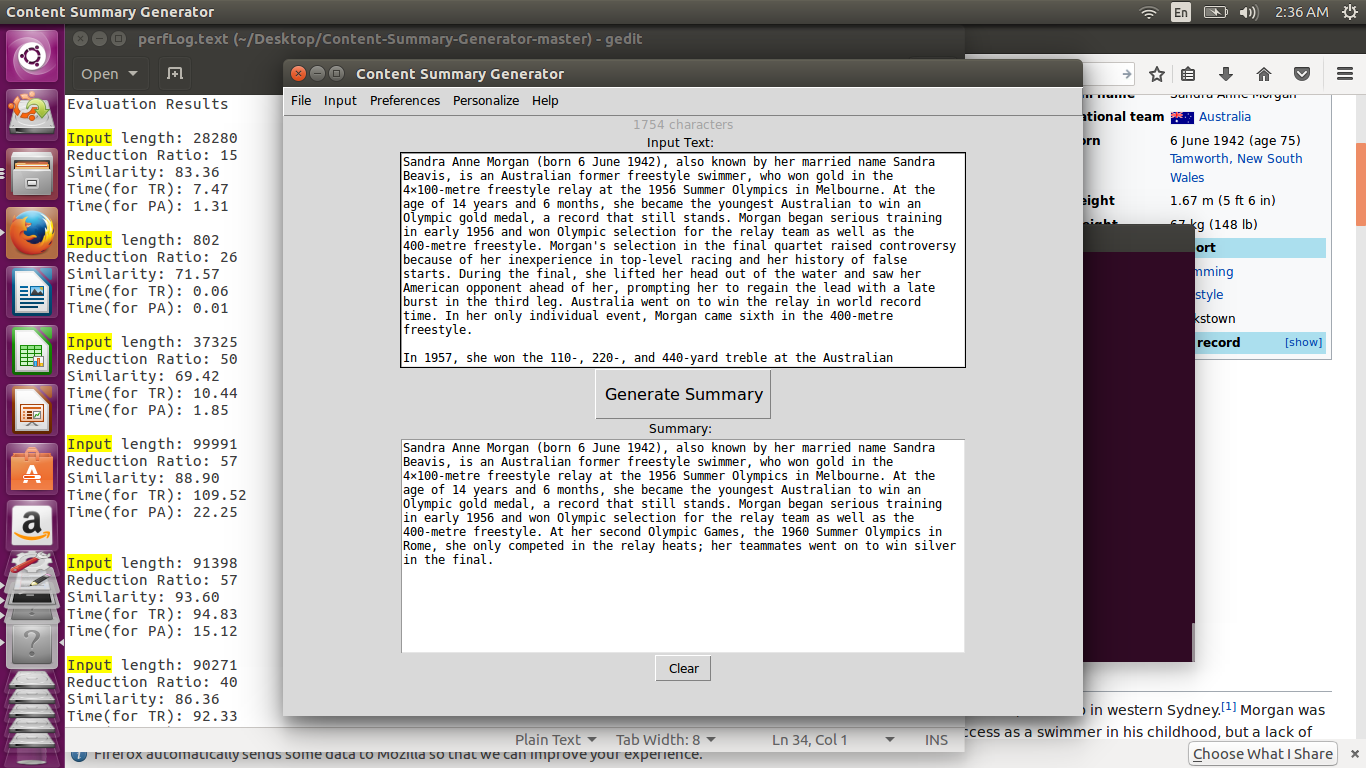 Content Summary Generator
En
2:36 AM
perfLog.text (~/Desktop/Content-Summary-Generator-master) - gedit
Open
Evaluation Results
Input length: 28280
Reduction Ratio: 15
Similarity: 83.36
Time(for TR): 7.47
Time(for PA): 1.31
Input length: 802
Reduction Ratio: 26
Similarity: 71.57
Time(for TR): 0.06
Time(for PA): 0.01
Input length: 37325
Reduction Ratio: 50
Similarity: 69.42
Time(for TR): 10.44
Time(for PA): 1.85
Input length: 99991
Reduction Ratio: 57
Similarity: 88.90
Time(for TR): 109.52
Time(for PA): 22.25
Input length: 91398
Reduction Ratio: 57
Similarity: 93.60
Time(for TR): 94.83
Time(for PA): 15.12
Input length: 90271
Reduction Ratio: 40
Similarity: 86.36
Time(for TR): 92.33
Plain Text
Tab Width: 8
Ln 34, Col 1
INS
Content Summary Generator
File Input Preferences Personalize Help
1754 characters
Input Text:
Sandra Anne Morgan (born 6 June 1942), also known by her married name Sandra
Beavis, is an Australian former freestyle swimmer, who won gold in the
4×100-metre freestyle relay at the 1956 Summer Olympics in Melbourne. At the
age of 14 years and 6 months, she became the youngest Australian to win an
Olympic gold medal, a record that still stands. Morgan began serious training
in early 1956 and won Olympic selection for the relay team as well as the
400-metre freestyle. Morgan's selection in the final quartet raised controversy
because of her inexperience in top-level racing and her history of false
starts. During the final, she lifted her head out of the water and saw her
American opponent ahead of her, prompting her to regain the lead with a late
burst in the third leg. Australia went on to win the relay in world record
time. In her only individual event, Morgan came sixth in the 400-metre
freestyle.
In 1957, she won the 110-, 220-, and 440-yard treble at the Australian
Generate Summary
Summary:
Sandra Anne Morgan (born 6 June 1942), also known by her married name Sandra
Beavis, is an Australian former freestyle swimmer, who won gold in the
4×100-metre freestyle relay at the 1956 Summer Olympics in Melbourne. At the
age of 14 years and 6 months, she became the youngest Australian to win an
Olympic gold medal, a record that still stands. Morgan began serious training
in early 1956 and won Olympic selection for the relay team as well as the
400-metre freestyle. At her second Olympic Games, the 1960 Summer Olympics in
Rome, she only competed in the relay heats; her teammates went on to win silver
in the final.
Clear
Sandra Anne Morgan
ational team Australia
orn 6 June 1942 (age 75)
Tamworth, New South
Wales
eight 1.67 m (5 ft 6 in)
67 kg (148 lb)
ort
mming
style
kstown
record [show]
in western Sydney.[1] Morgan was
ccess as a swimmer in his childhood, but a lack of
Firefox automatically sends some data to Mozilla so that we can improve your experience.
Choose What I Share